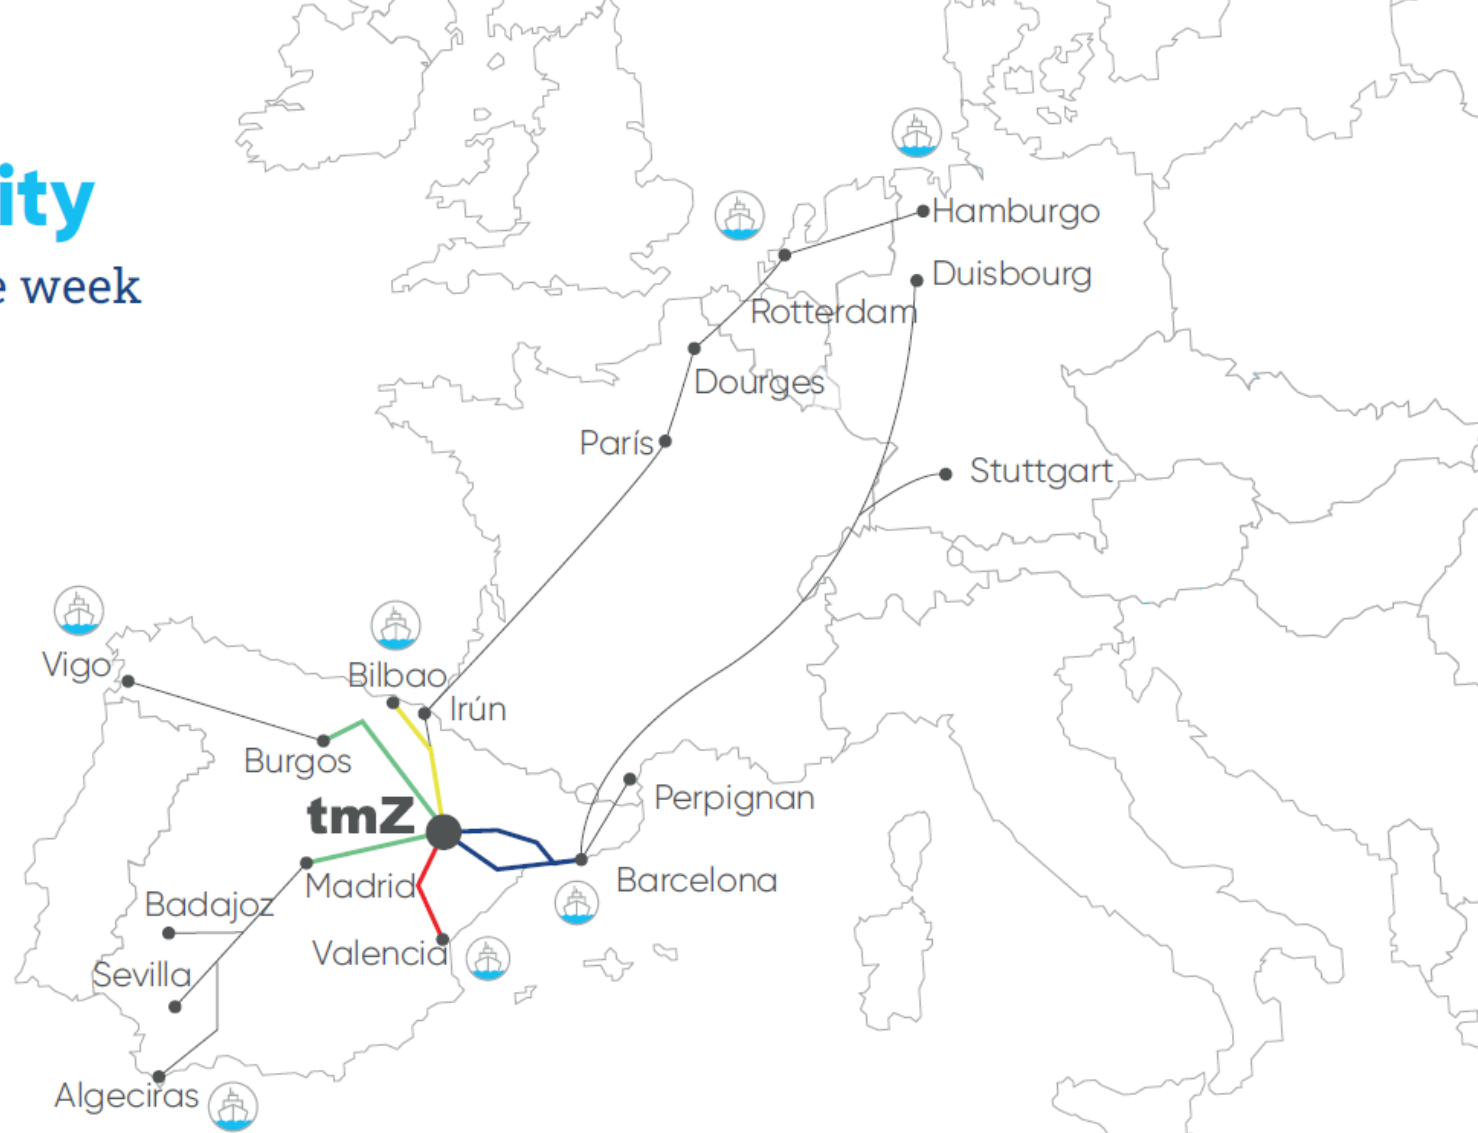 ity
e week
Hamburgo
Duisbourg
Rotterdam
Dourges
París
Stuttgart
Vigo
Bilbao
Irún
Burgos
Perpignan
tmZ
Barcelona
Madrid
Badajoz
Valencia
Sevilla
Algeciras